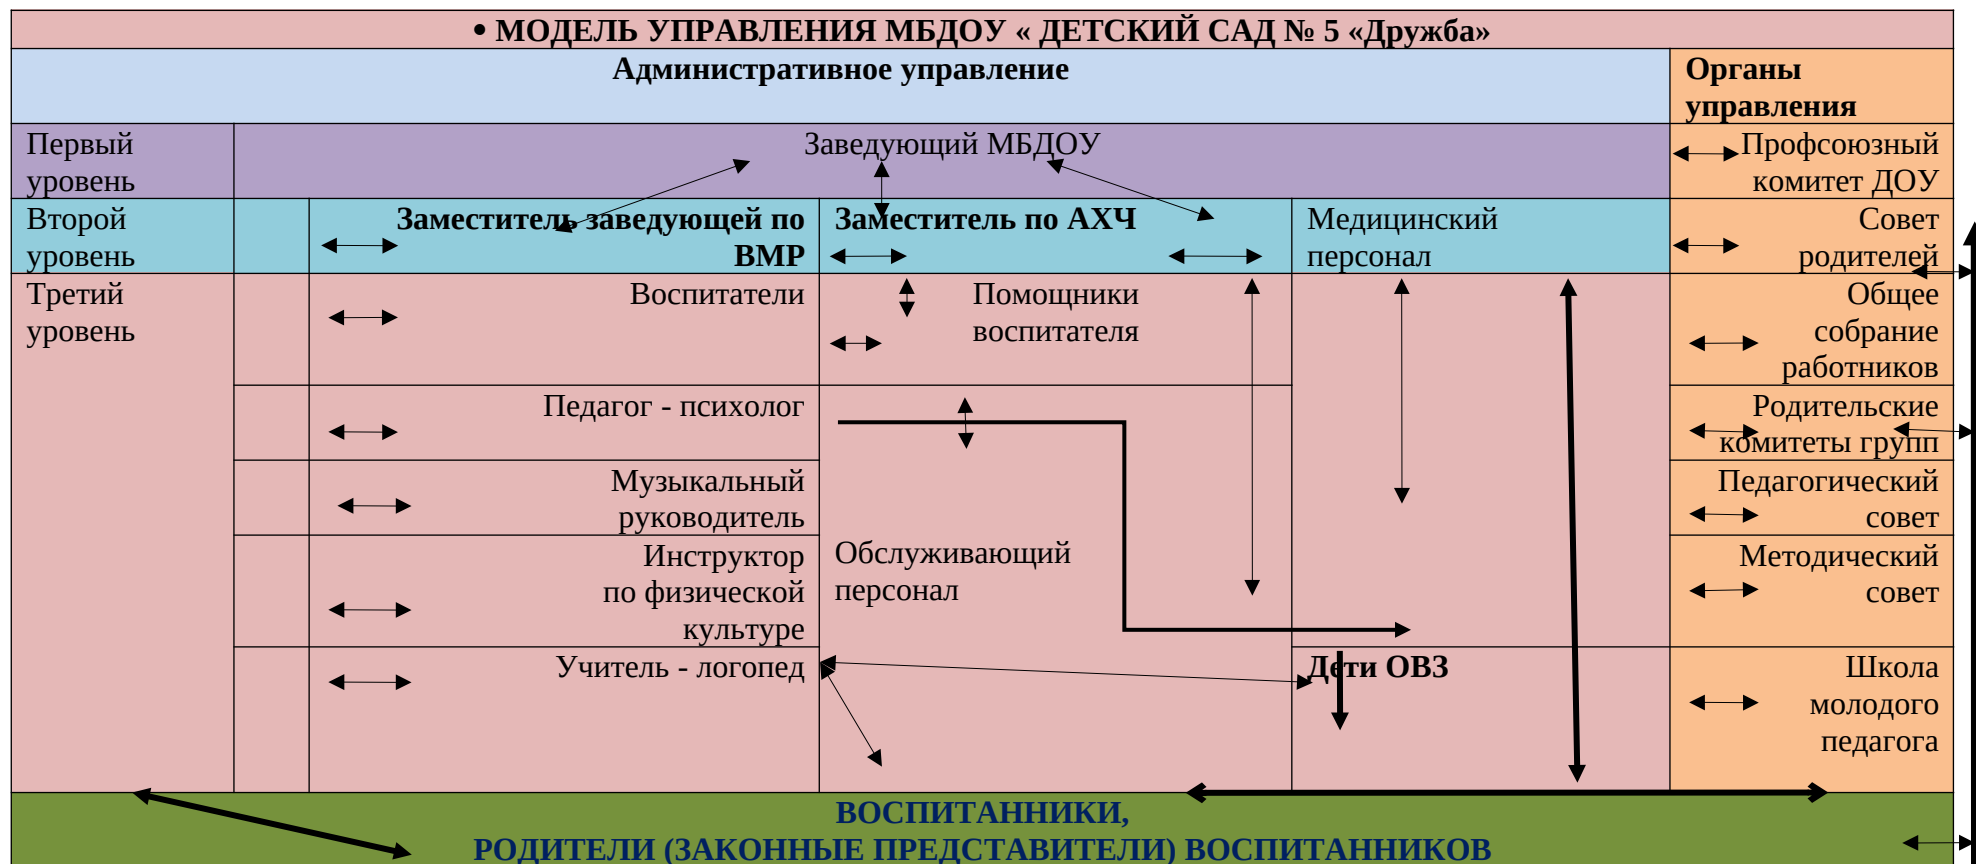 • МОДЕЛЬ УПРАВЛЕНИЯ МБДОУ « ДЕТСКИЙ САД № 5 «Дружба»
Административное управление
Органы
управления
Первый
уровень
Заведующий МБДОУ
Профсоюзный
комитет ДОУ
Второй
уровень
Заместитель заведующей по
ВМР
Заместитель по АХЧ
Медицинский
персонал
Совет
родителей
Третий
уровень
Воспитатели
Помощники
воспитателя
Общее
собрание
работников
Педагог - психолог
Родительские
комитеты групп
Музыкальный
руководитель
Педагогический
совет
Инструктор
по физической
культуре
Обслуживающий
персонал
Методический
совет
Учитель - логопед
Дети ОВЗ
Школа
молодого
педагога
ВОСПИТАННИКИ,
РОДИТЕЛИ (ЗАКОННЫЕ ПРЕДСТАВИТЕЛИ) ВОСПИТАННИКОВ